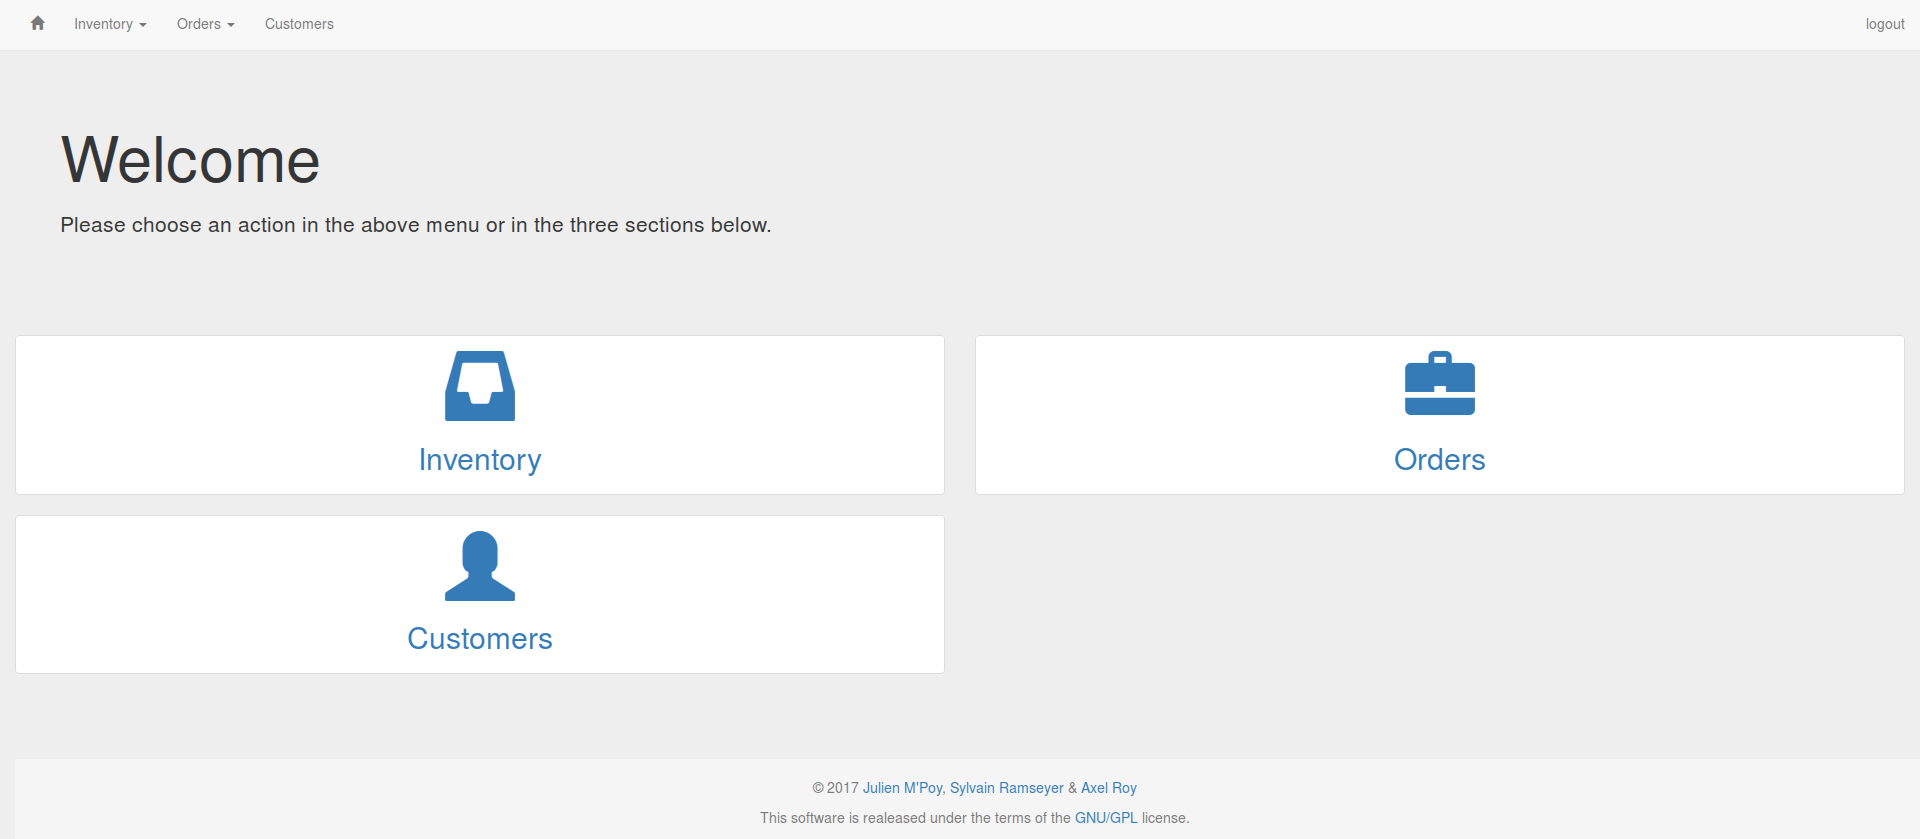 Inventory Orders Customers logout
Welcome
Please choose an action in the above menu or in the three sections below.
Inventory
Orders
Customers
© 2017 Julien M'Poy, Sylvain Ramseyer & Axel Roy
This software is realeased under the terms of the GNU/GPL license.